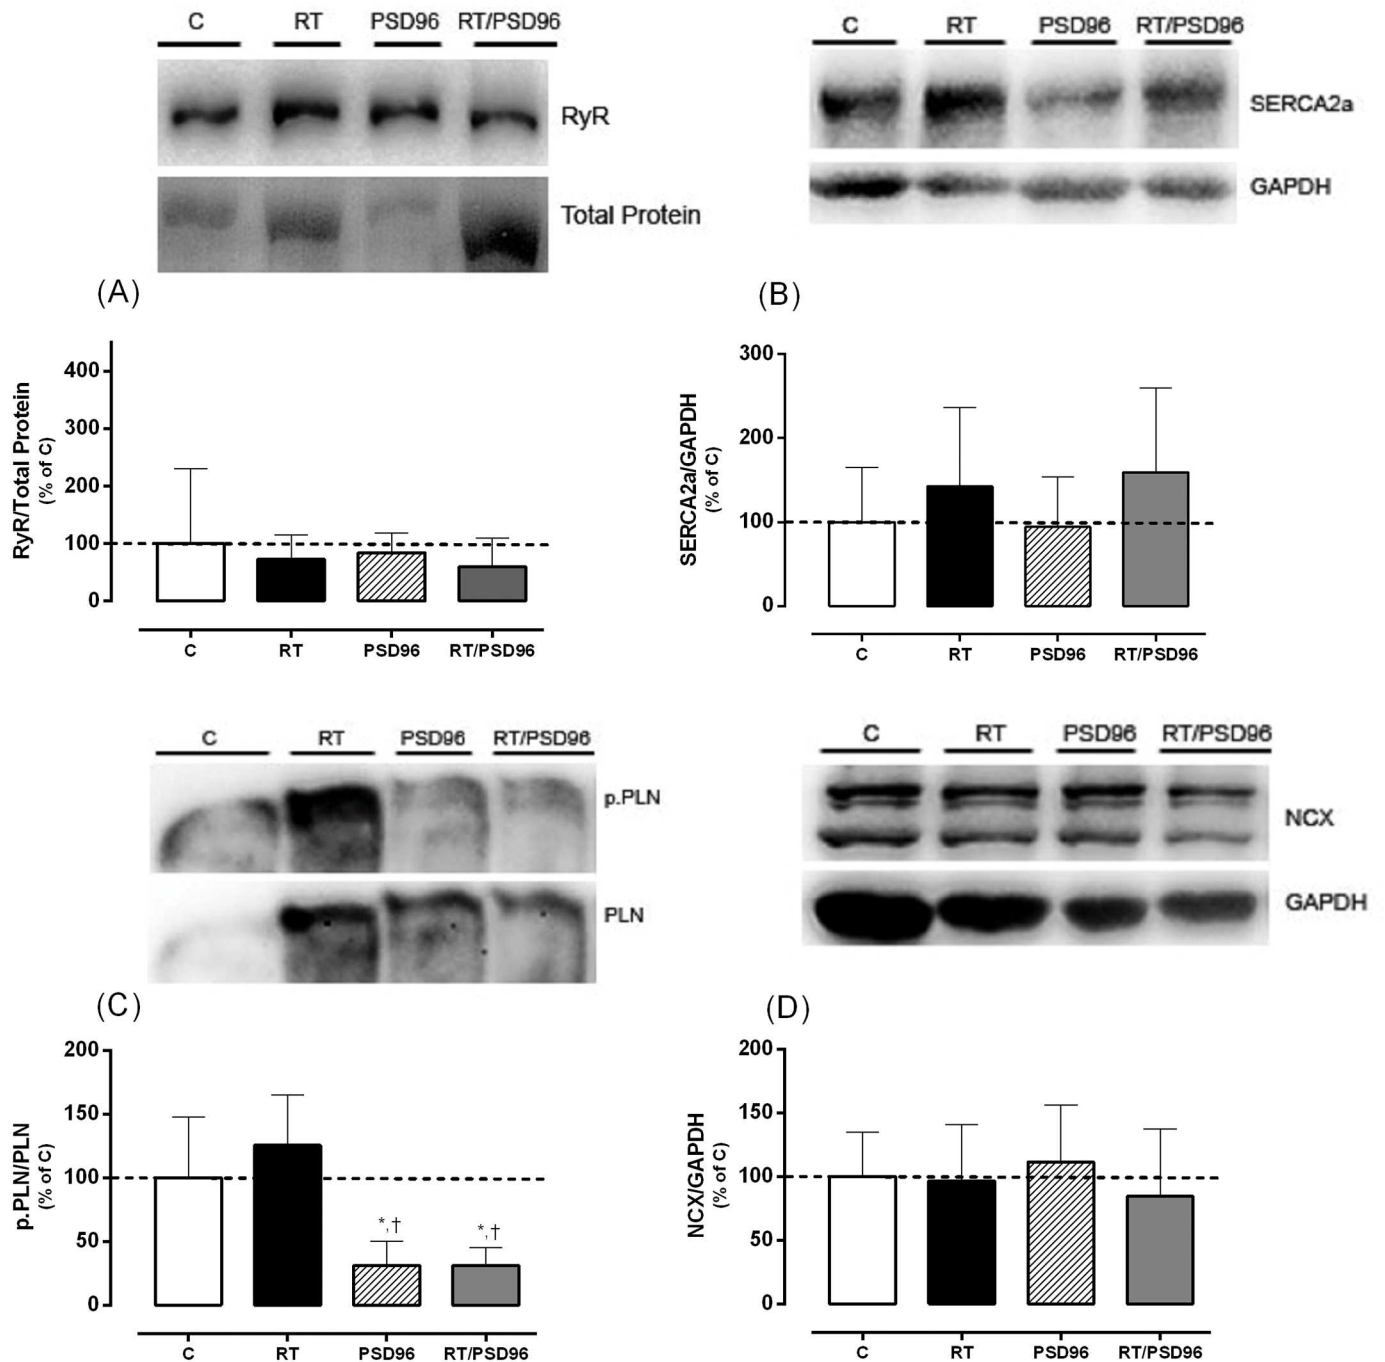 C RT PSD96 RT/PSD96
RyR
Total Protein
(A)
400
300
200
100
0
RyR/Total Protein
(% of C)
C RT PSD96 RT/PSD96
C RT PSD96 RT/PSD96
SERCA2a
GAPDH
(B)
300
200
100
0
SERCA2a/GAPDH
(% of C)
C RT PSD96 RT/PSD96
C RT PSD96 RT/PSD96
p.PLN
PLN
(C)
200
150
100
50
0
p.PLN/PLN
(% of C)
*,† *,†
C RT PSD96 RT/PSD96
C RT PSD96 RT/PSD96
NCX
GAPDH
(D)
200
150
100
50
0
NCX/GAPDH
(% of C)
C RT PSD96 RT/PSD96